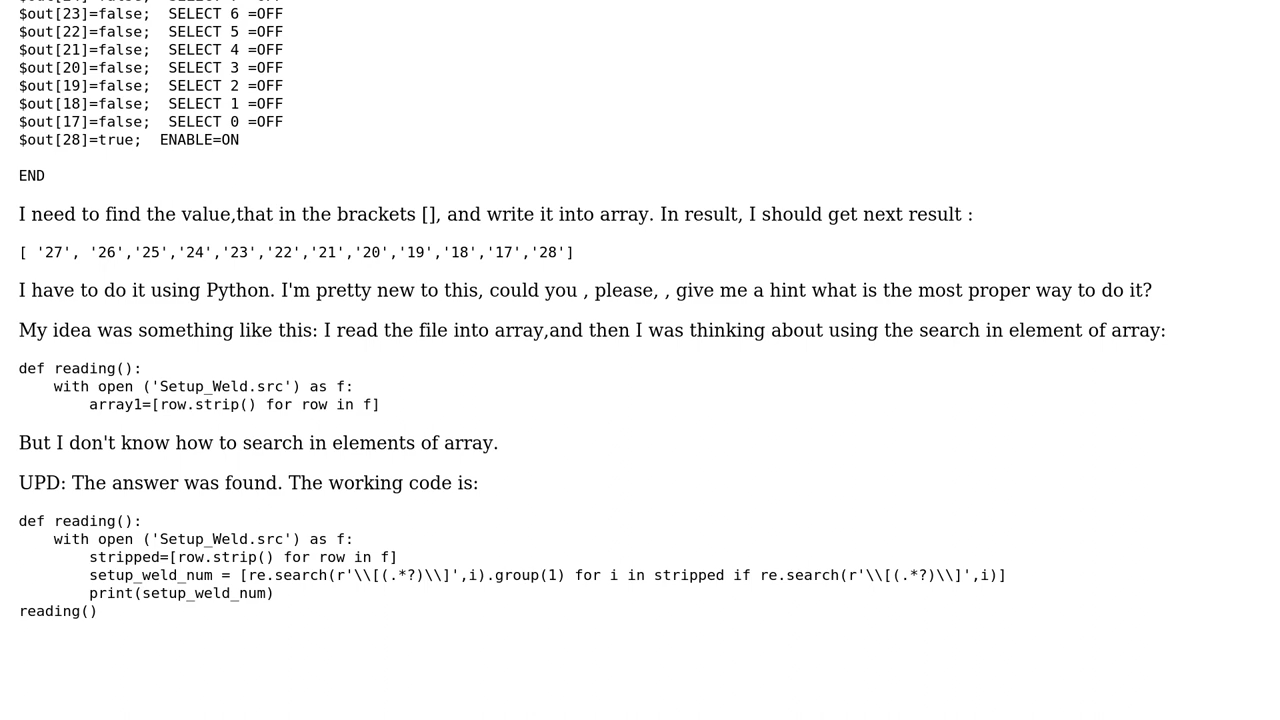 $out[23]=false;  SELECT 6 =OFF
$out[22]=false;  SELECT 5 =OFF
$out[21]=false;  SELECT 4 =OFF
$out[20]=false;  SELECT 3 =OFF
$out[19]=false;  SELECT 2 =OFF
$out[18]=false;  SELECT 1 =OFF
$out[17]=false;  SELECT 0 =OFF
$out[28]=true;  ENABLE=ON
END
I need to find the value,that in the brackets [], and write it into array. In result, I should get next result :
[ '27', '26','25','24','23','22','21','20','19','18','17','28']
I have to do it using Python. I'm pretty new to this, could you , please, , give me a hint what is the most proper way to do it?
My idea was something like this: I read the file into array,and then I was thinking about using the search in element of array:
def reading():
    with open ('Setup_Weld.src') as f:
        array1=[row.strip() for row in f]
But I don't know how to search in elements of array.
UPD: The answer was found. The working code is:
def reading():
    with open ('Setup_Weld.src') as f:
        stripped=[row.strip() for row in f]
        setup_weld_num = [re.search(r'\\[(.*?)\\]',i).group(1) for i in stripped if re.search(r'\\[(.*?)\\]',i)]
        print(setup_weld_num)
reading()